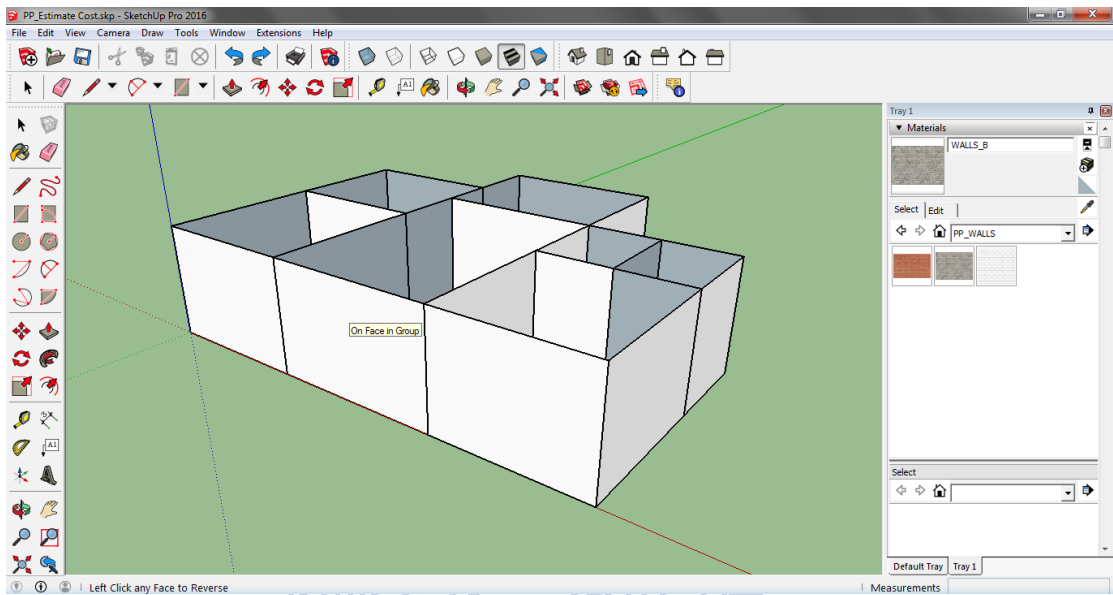 PP_Estimate Cost.skp - SketchUp Pro 2016
File Edit View Camera Draw Tools Window Extensions Help
A1
Tray 1
Materials
WALLS_B
Select Edit
PP_WALLS
On Face in Group
A1
Select
Default Tray Tray 1
Left Click any Face to Reverse
Measurements